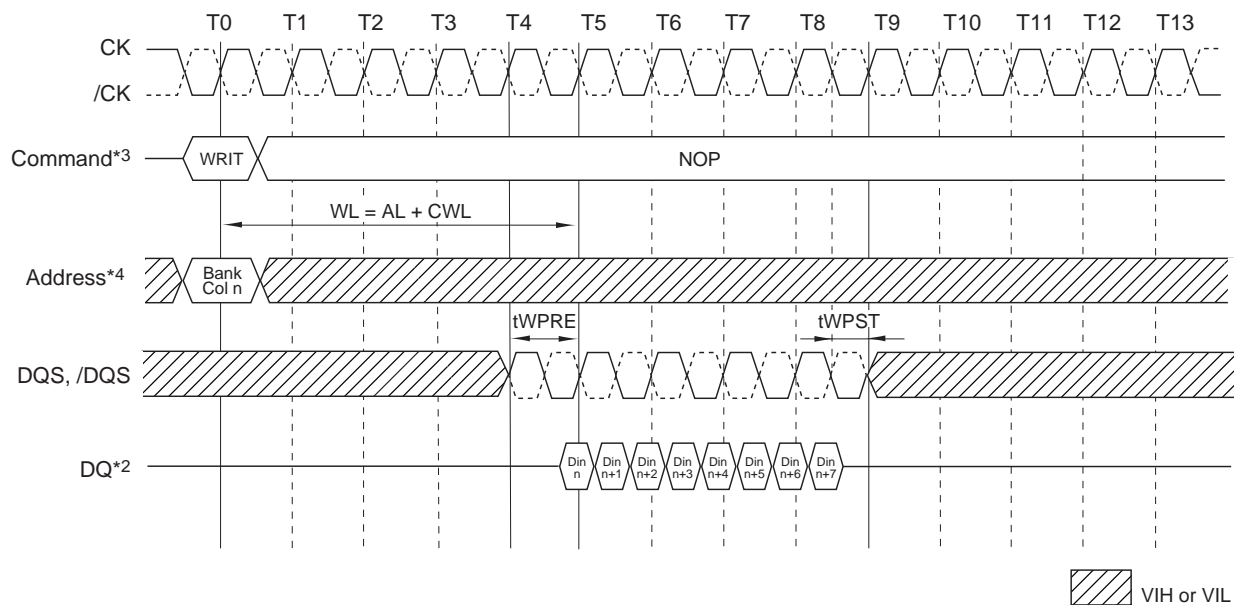 T0 T1 T2 T3 T4 T5 T6 T7 T8 T9 T10 T11 T12 T13
CK
/CK
Command*3
WRIT
NOP
WL = AL + CWL
Address*4
Bank
Col n
tWPRE
tWPST
DQS, /DQS
DQ*2
Din
n
Din
n+1
Din
n+2
Din
n+3
Din
n+4
Din
n+5
Din
n+6
Din
n+7
VIH or VIL